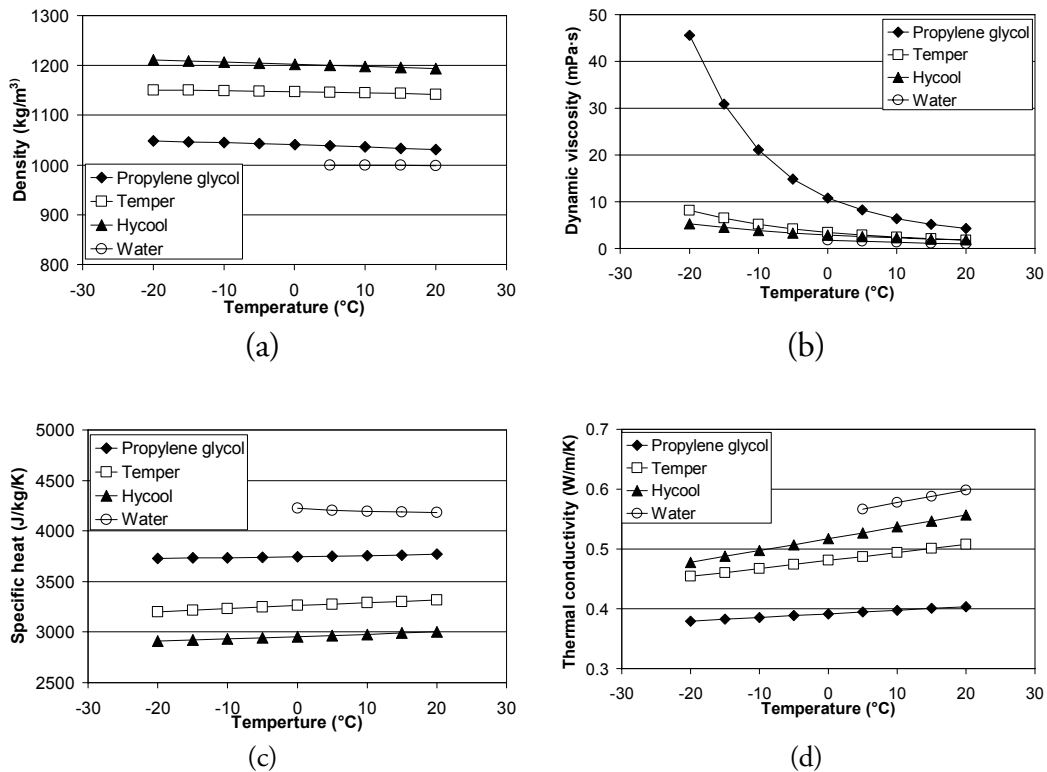 1300
1200
1100
1000
900
800
Density (kg/m³)
Propylene glycol
Temper
Hycool
Water
-30 -20 -10 0 10 20 30
Temperature (°C)
(a)
50
40
30
20
10
0
Dynamic viscosity (mPa·s)
Propylene glycol
Temper
Hycool
Water
-30 -20 -10 0 10 20 30
Temperature (°C)
(b)
5000
4500
4000
3500
3000
2500
Specific heat (J/kg/K)
Propylene glycol
Temper
Hycool
Water
-30 -20 -10 0 10 20 30
Temperture (°C)
(c)
0.7
0.6
0.5
0.4
0.3
Thermal conductivity (W/m/K)
Propylene glycol
Temper
Hycool
Water
-30 -20 -10 0 10 20 30
Temperature (°C)
(d)